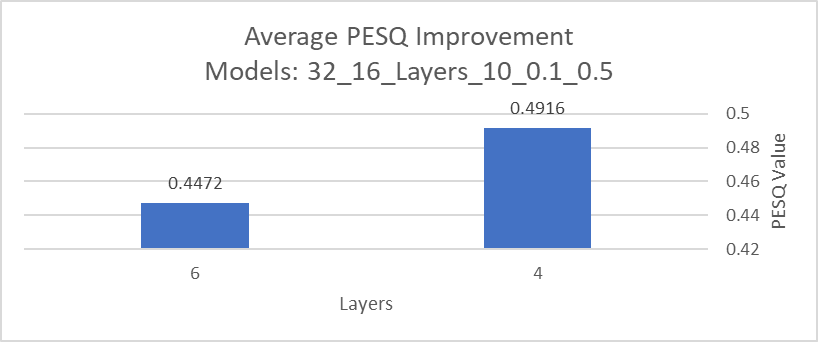 Average PESQ Improvement
Models: 32_16_Layers_10_0.1_0.5
0.4916
0.4472
0.5
0.48
0.46
0.44
0.42
PESQ Value
6
4
Layers